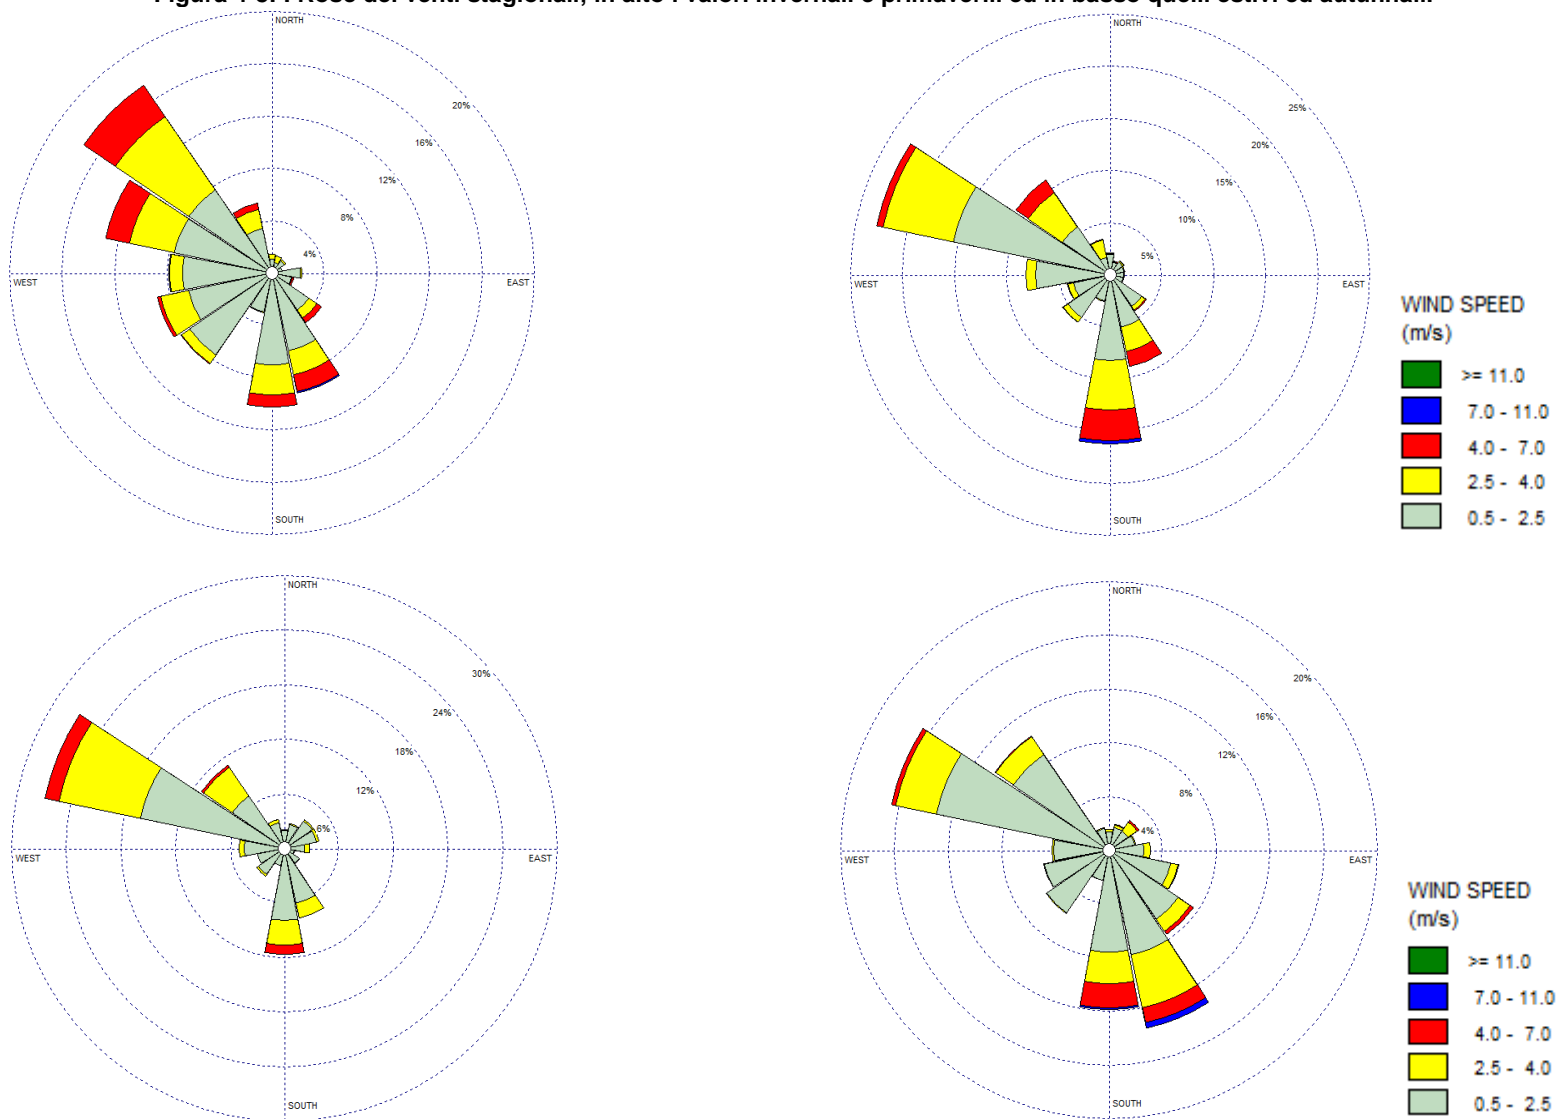 Figura 4-3: : Rose dei venti stagionali, in alto i valori invernali e primaverili ed in basso quelli estivi ed autunnali.
NORTH
20%
16%
12%
8%
4%
WEST
EAST
SOUTH
NORTH
25%
20%
15%
10%
5%
WEST
EAST
SOUTH
WIND SPEED
(m/s)
>= 11.0
7.0 - 11.0
4.0 - 7.0
2.5 - 4.0
0.5 - 2.5
NORTH
30%
24%
18%
12%
6%
WEST
EAST
SOUTH
NORTH
20%
16%
12%
8%
4%
WEST
EAST
SOUTH
WIND SPEED
(m/s)
>= 11.0
7.0 - 11.0
4.0 - 7.0
2.5 - 4.0
0.5 - 2.5